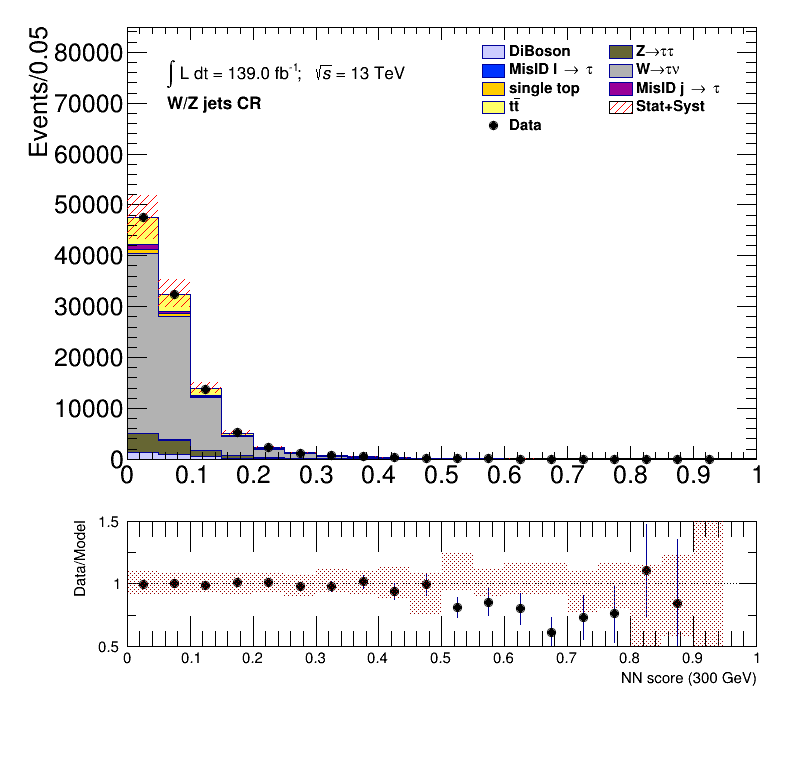 Events/0.05
80000
70000
60000
50000
40000
30000
20000
10000
0
∫ L dt = 139.0 fb⁻¹; √s = 13 TeV
W/Z jets CR
DiBoson
MisID l → τ
single top
tt̄
Data
Z→ττ
W→τν
MisID j → τ
Stat+Syst
0 0.1 0.2 0.3 0.4 0.5 0.6 0.7 0.8 0.9 1
Data/Model
1.5
1
0.5
0 0.1 0.2 0.3 0.4 0.5 0.6 0.7 0.8 0.9 1
NN score (300 GeV)